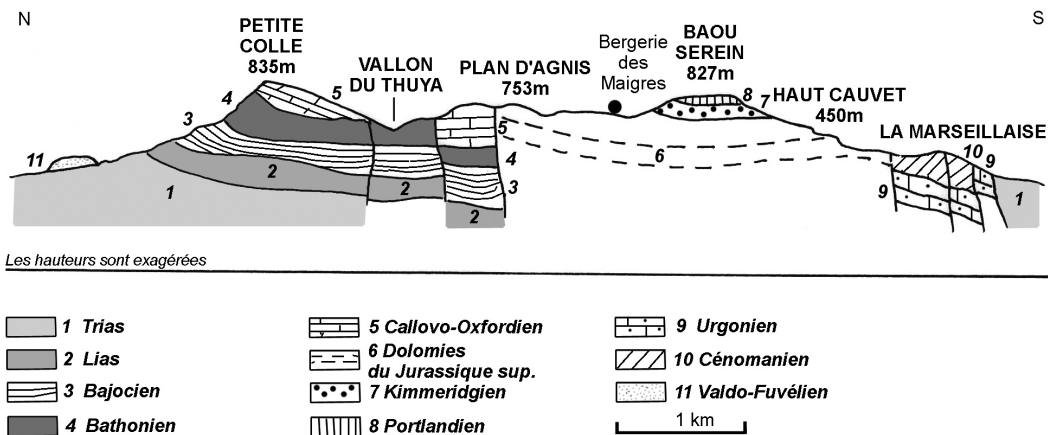 N
S
PETITE
COLLE
835m
VALLON
DU THUYA
PLAN D'AGNIS
753m
Bergerie
des
Maigres
BAOU
SEREIN
827m
HAUT CAUVET
450m
LA MARSEILLAISE
11
1
3
4
2
5
2
2
5
4
3
6
8
7
9
10
9
1
Les hauteurs sont exagérées
1 Trias
2 Lias
3 Bajocien
4 Bathonien
5 Callovo-Oxfordien
6 Dolomies
du Jurassique sup.
7 Kimmeridgien
8 Portlandien
9 Urgonien
10 Cénomanien
11 Valdo-Fuvélien
1 km